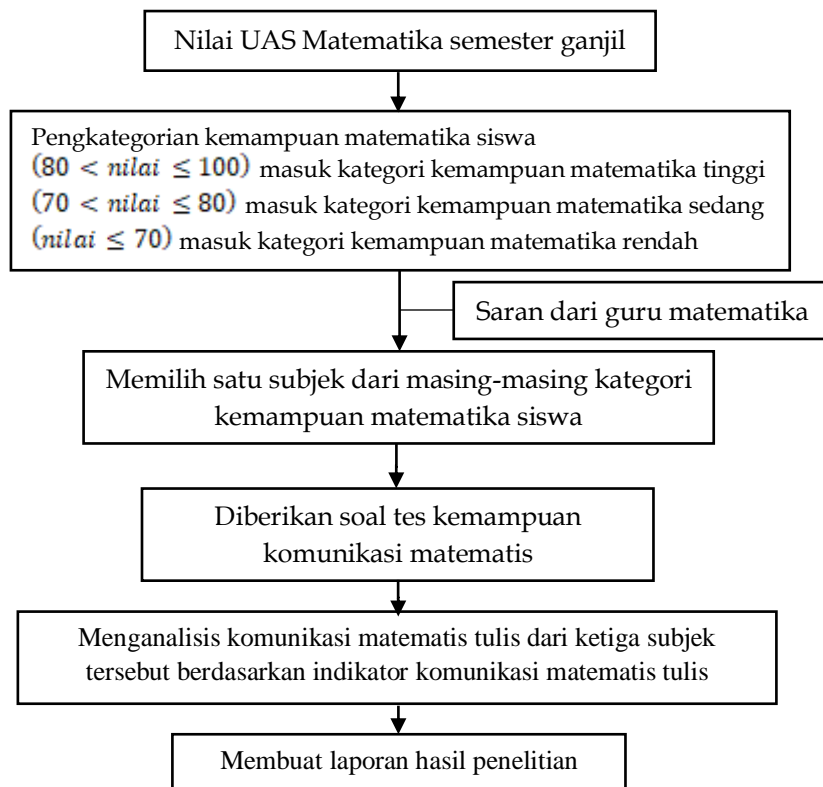 Nilai UAS Matematika semester ganjil
Pengkategorian kemampuan matematika siswa
(80 < nilai ≤ 100) masuk kategori kemampuan matematika tinggi
(70 < nilai ≤ 80) masuk kategori kemampuan matematika sedang
(nilai ≤ 70) masuk kategori kemampuan matematika rendah
Saran dari guru matematika
Memilih satu subjek dari masing-masing kategori
kemampuan matematika siswa
Diberikan soal tes kemampuan
komunikasi matematis
Menganalisis komunikasi matematis tulis dari ketiga subjek
tersebut berdasarkan indikator komunikasi matematis tulis
Membuat laporan hasil penelitian